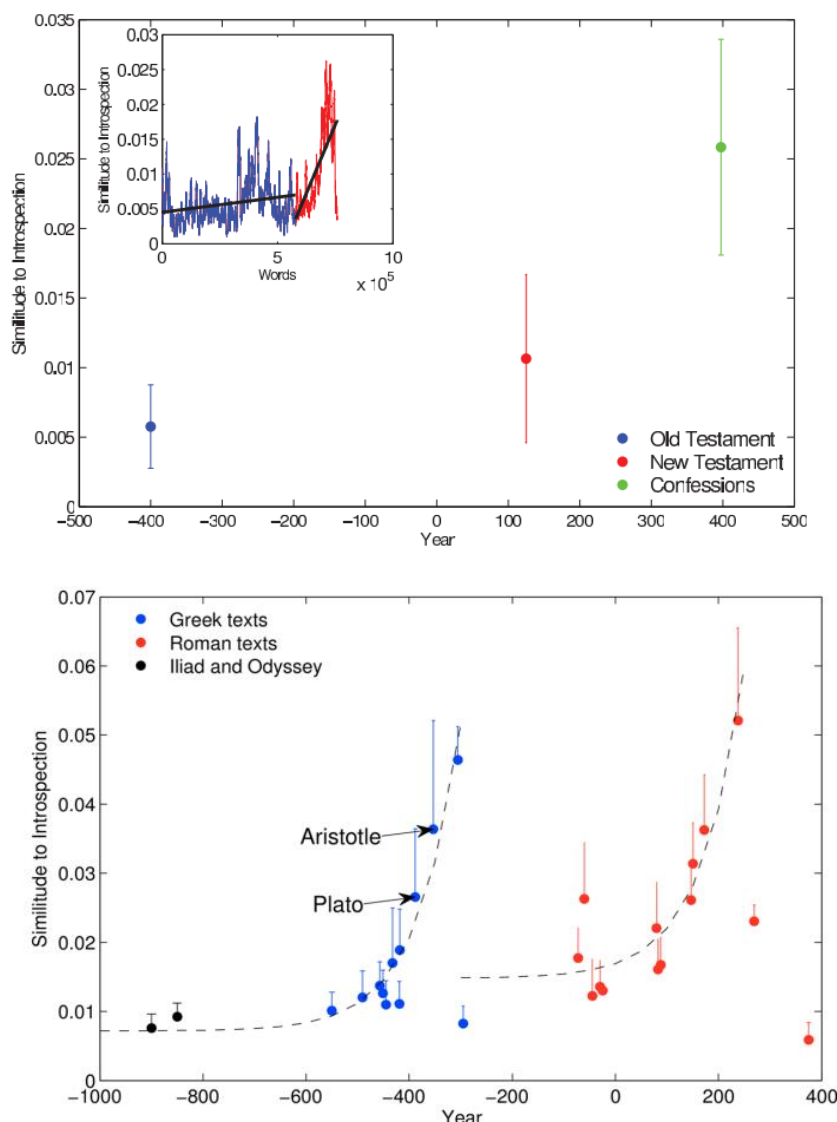 0.035
0.03
0.025
0.02
0.015
0.01
0.005
0
Similitude to Introspection
0.03
0.025
0.02
0.015
0.01
0.005
0
Similitude to Introspection
0 5 10
Words
x 10^5
Old Testament
New Testament
Confessions
−500 −400 −300 −200 −100 0 100 200 300 400 500
Year
0.07
0.06
0.05
0.04
0.03
0.02
0.01
0
Similitude to Introspection
Greek texts
Roman texts
Iliad and Odyssey
Aristotle
Plato
−1000 −800 −600 −400 −200 0 200 400
Year